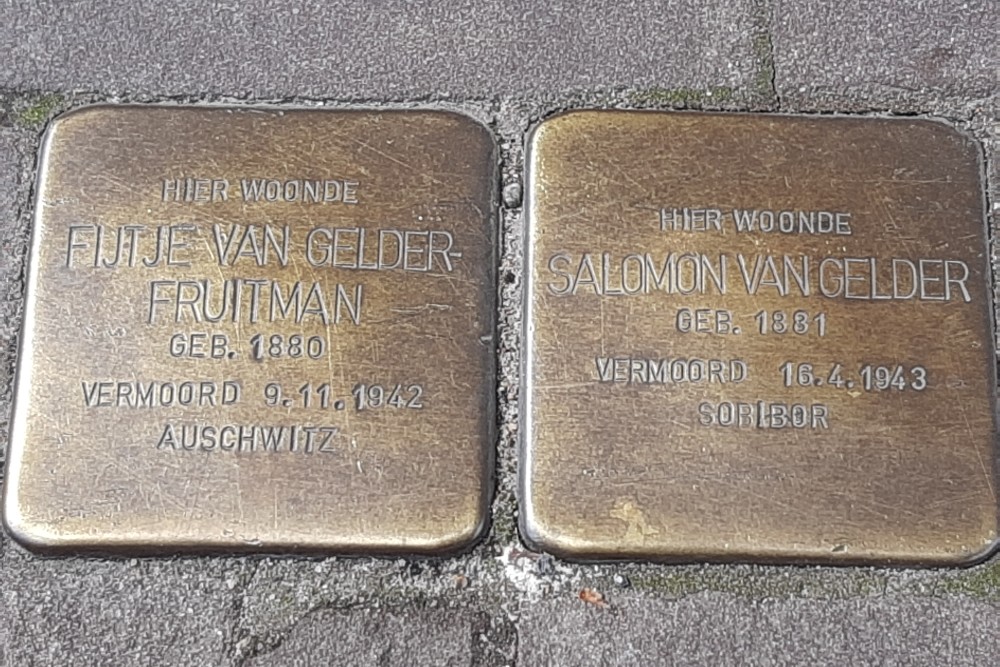 HIER WOONDE
FIJTJE VAN GELDER-
FRUITMAN
GEB. 1880
VERMOORD 9.11.1942
AUSCHWITZ
HIER WOONDE
SALOMON VAN GELDER
GEB. 1881
VERMOORD 16.4.1943
SOBIBOR